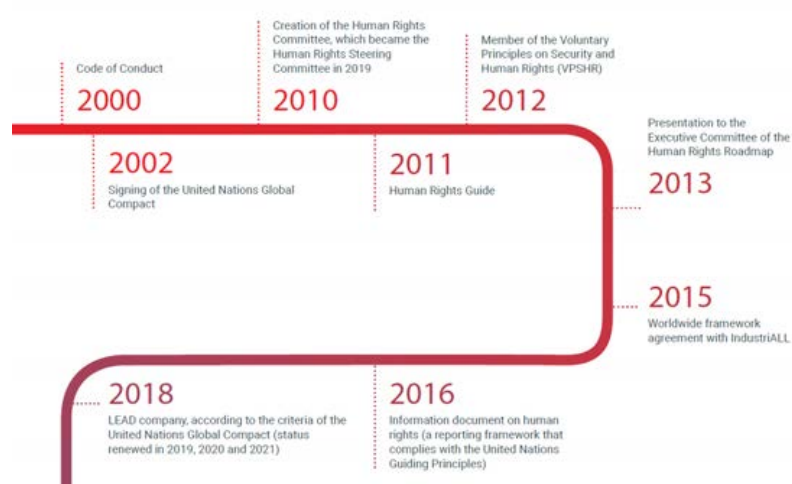 Code of Conduct
2000
2002
Signing of the United Nations Global
Compact
Creation of the Human Rights
Committee, which became the
Human Rights Steering
Committee in 2019
2010
2011
Human Rights Guide
Member of the Voluntary
Principles on Security and
Human Rights (VPSHR)
2012
Presentation to the
Executive Committee of the
Human Rights Roadmap
2013
2015
Worldwide framework
agreement with IndustriALL
2016
Information document on human
rights (a reporting framework that
complies with the United Nations
Guiding Principles)
2018
LEAD company, according to the criteria of the
United Nations Global Compact (status
renewed in 2019, 2020 and 2021)